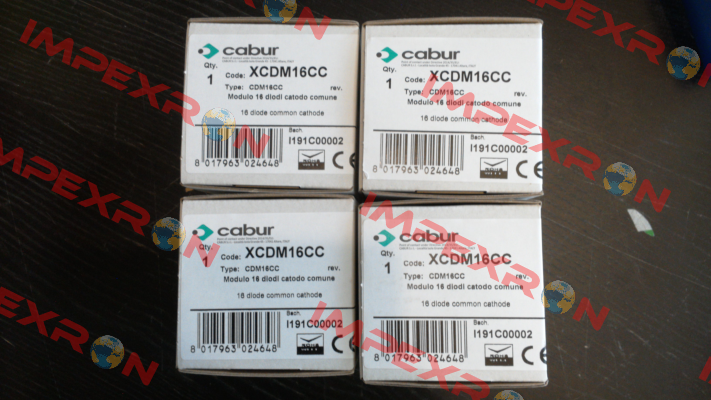 cabur
Qty.
1
Code: XCDM16CC
Type: CDM16CC rev.
Modulo 16 diodi catodo comune
16 diode common cathode
Bach.
I191C00002
8 017963 024648
CE
cabur
Qty.
1
Code: XCDM16CC
Type: CDM16CC rev.
Modulo 16 diodi catodo comune
16 diode common cathode
Bach.
I191C00002
8 017963 024648
CE
cabur
Qty.
1
Code: XCDM16CC
Type: CDM16CC rev.
Modulo 16 diodi catodo comune
16 diode common cathode
Bach.
I191C00002
8 017963 024648
CE
cabur
Qty.
1
Code: XCDM16CC
Type: CDM16CC rev.
Modulo 16 diodi catodo comune
16 diode common cathode
Bach.
I191C00002
8 017963 024648
CE
IMPEXRON
IMPEXRON
IMPEXRON
IMPEXRON